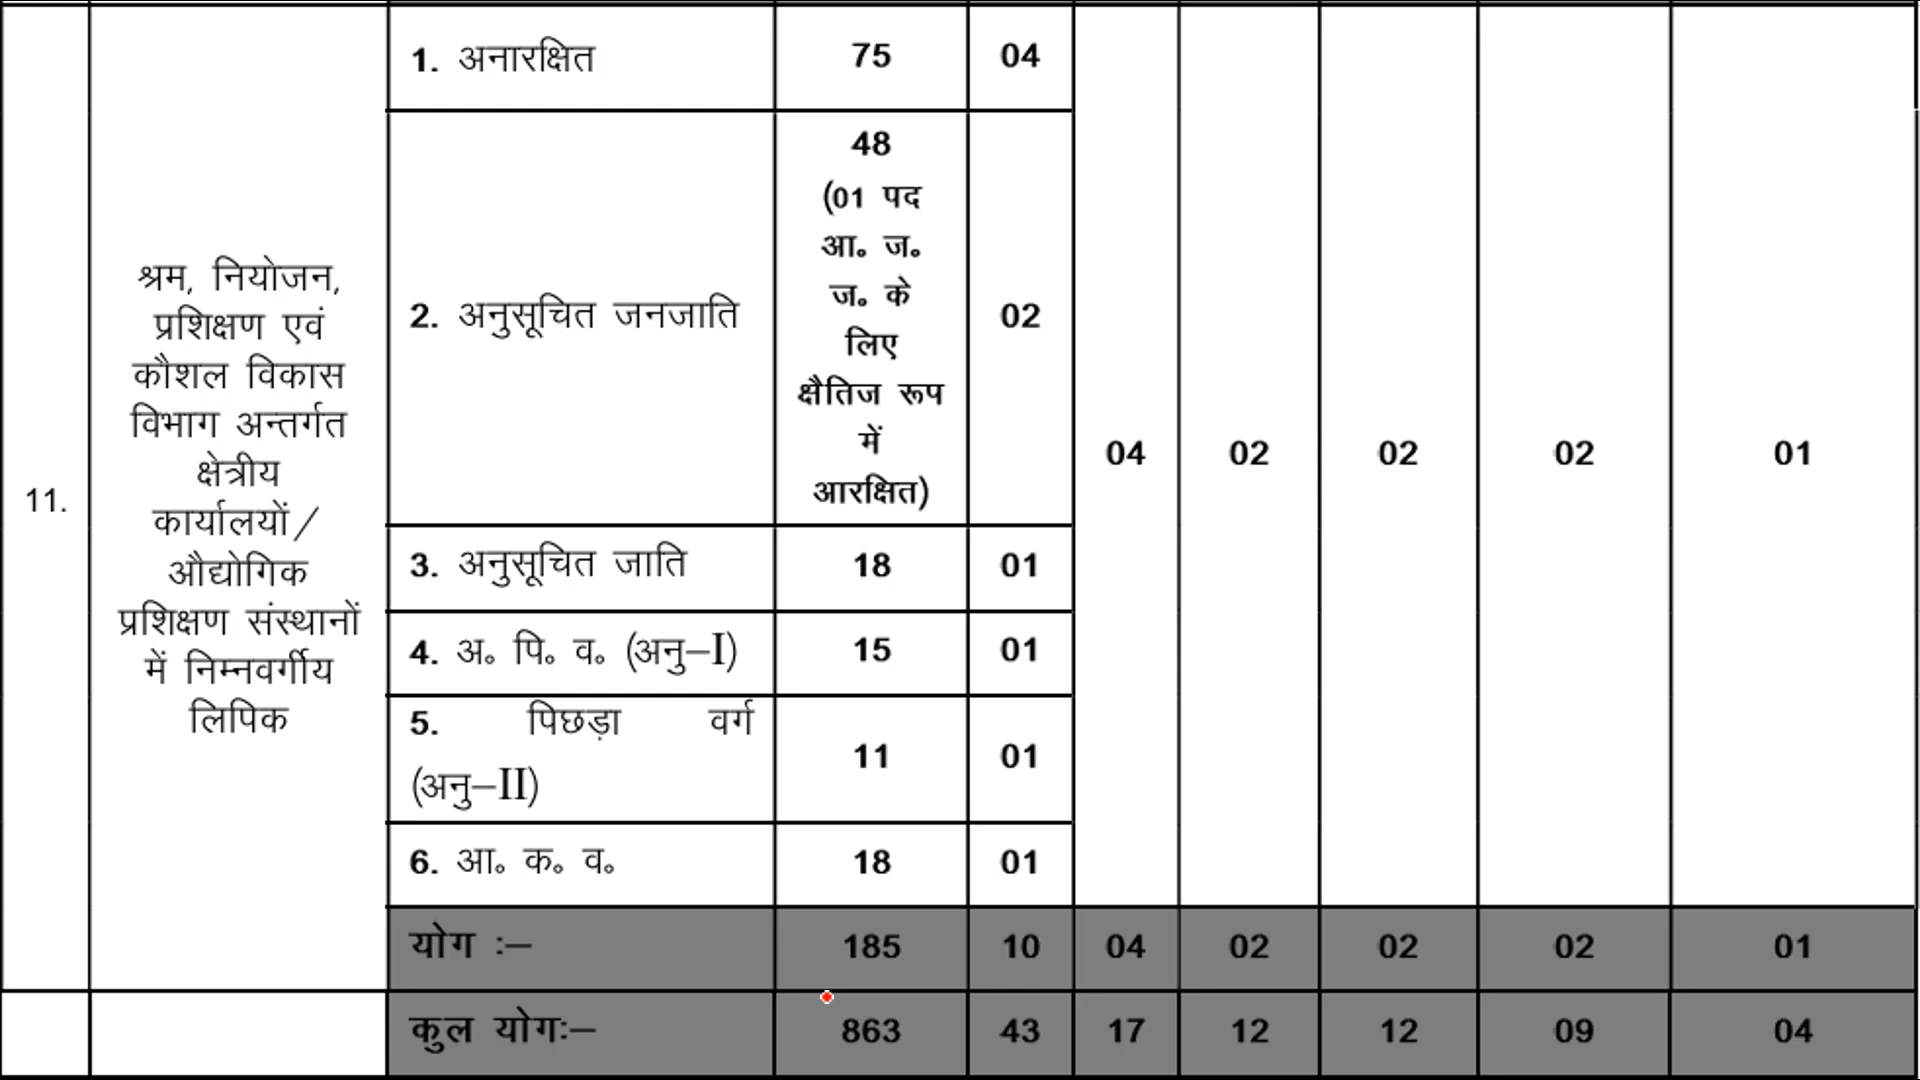 11.
श्रम, नियोजन,
प्रशिक्षण एवं
कौशल विकास
विभाग अन्तर्गत
क्षेत्रीय
कार्यालयों/
औद्योगिक
प्रशिक्षण संस्थानों
में निम्नवर्गीय
लिपिक
1. अनारक्षित 75 04
2. अनुसूचित जनजाति
48
(01 पद
आ॰ ज॰
ज॰ के
लिए
क्षैतिज रूप
में
आरक्षित)
02
3. अनुसूचित जाति 18 01
4. अ॰ पि॰ व॰ (अनु–I) 15 01
5. पिछड़ा वर्ग
(अनु–II)
11 01
6. आ॰ क॰ व॰ 18 01
04 02 02 02 01
योग :– 185 10 04 02 02 02 01
कुल योगः– 863 43 17 12 12 09 04